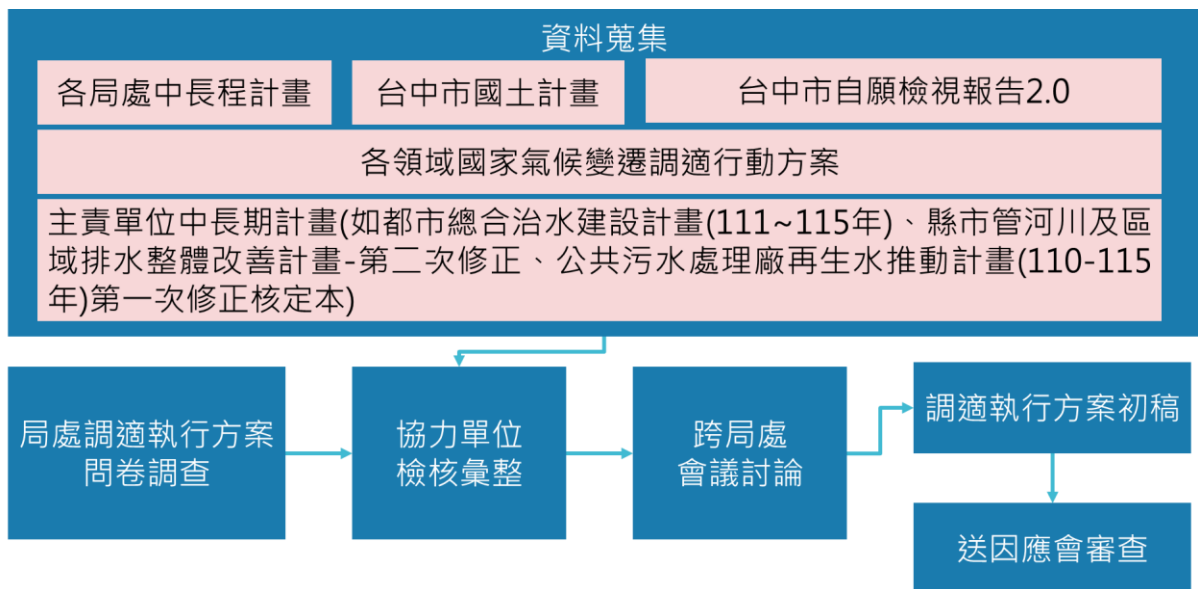 資料蒐集
各局處中長程計畫
台中市國土計畫
台中市自願檢視報告2.0
各領域國家氣候變遷調適行動方案
主責單位中長期計畫(如都市總合治水建設計畫(111~115年)、縣市管河川及區
域排水整體改善計畫-第二次修正、公共污水處理廠再生水推動計畫(110-115
年)第一次修正核定本)
局處調適執行方案
問卷調查
協力單位
檢核彙整
跨局處
會議討論
調適執行方案初稿
送因應會審查